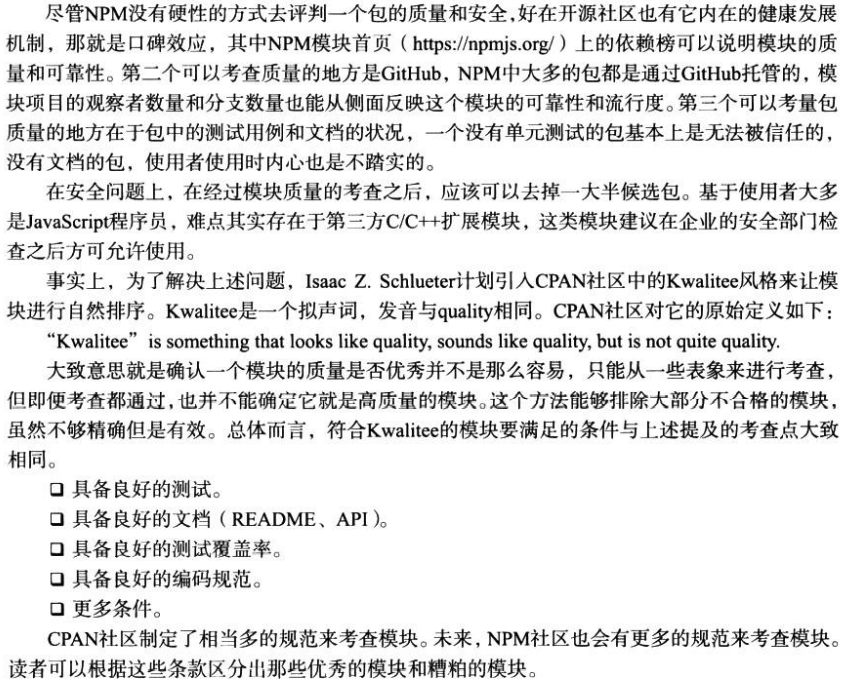 尽管NPM没有硬性的方式去评判一个包的质量和安全,好在开源社区也有它内在的健康发展
机制，那就是口碑效应，其中NPM模块首页（https://npmjs.org/）上的依赖榜可以说明模块的质
量和可靠性。第二个可以考查质量的地方是GitHub，NPM中大多的包都是通过GitHub托管的，模
块项目的观察者数量和分支数量也能从侧面反映这个模块的可靠性和流行度。第三个可以考量包
质量的地方在于包中的测试用例和文档的状况，一个没有单元测试的包基本上是无法被信任的，
没有文档的包，使用者使用时内心也是不踏实的。
在安全问题上，在经过模块质量的考查之后，应该可以去掉一大半候选包。基于使用者大多
是JavaScript程序员，难点其实存在于第三方C/C++扩展模块，这类模块建议在企业的安全部门检
查之后方可允许使用。
事实上，为了解决上述问题，Isaac Z. Schlueter计划引入CPAN社区中的Kwalitee风格来让模
块进行自然排序。Kwalitee是一个拟声词，发音与quality相同。CPAN社区对它的原始定义如下：
“Kwalitee” is something that looks like quality, sounds like quality, but is not quite quality.
大致意思就是确认一个模块的质量是否优秀并不是那么容易，只能从一些表象来进行考查，
但即便考查都通过，也并不能确定它就是高质量的模块。这个方法能够排除大部分不合格的模块，
虽然不够精确但是有效。总体而言，符合Kwalitee的模块要满足的条件与上述提及的考查点大致
相同。
❑ 具备良好的测试。
❑ 具备良好的文档（README、API）。
❑ 具备良好的测试覆盖率。
❑ 具备良好的编码规范。
❑ 更多条件。
CPAN社区制定了相当多的规范来考查模块。未来，NPM社区也会有更多的规范来考查模块。
读者可以根据这些条款区分出那些优秀的模块和糟粕的模块。